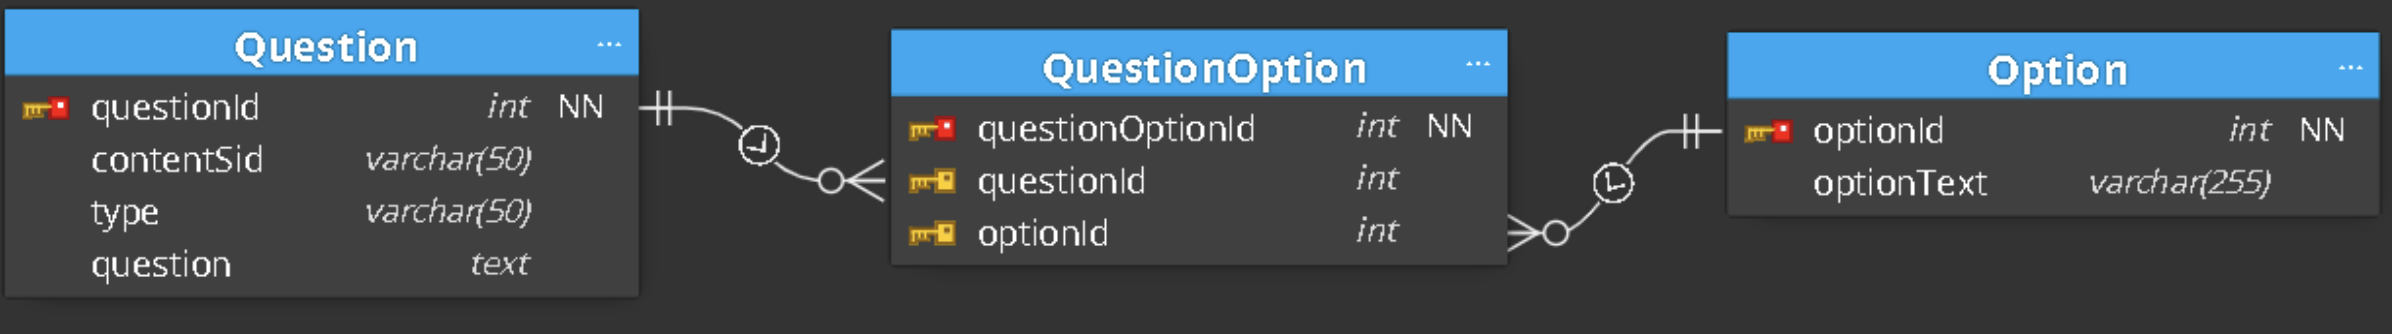 Question ...
questionId int NN
contentSid varchar(50)
type varchar(50)
question text
QuestionOption ...
questionOptionId int NN
questionId int
optionId int
Option ...
optionId int NN
optionText varchar(255)